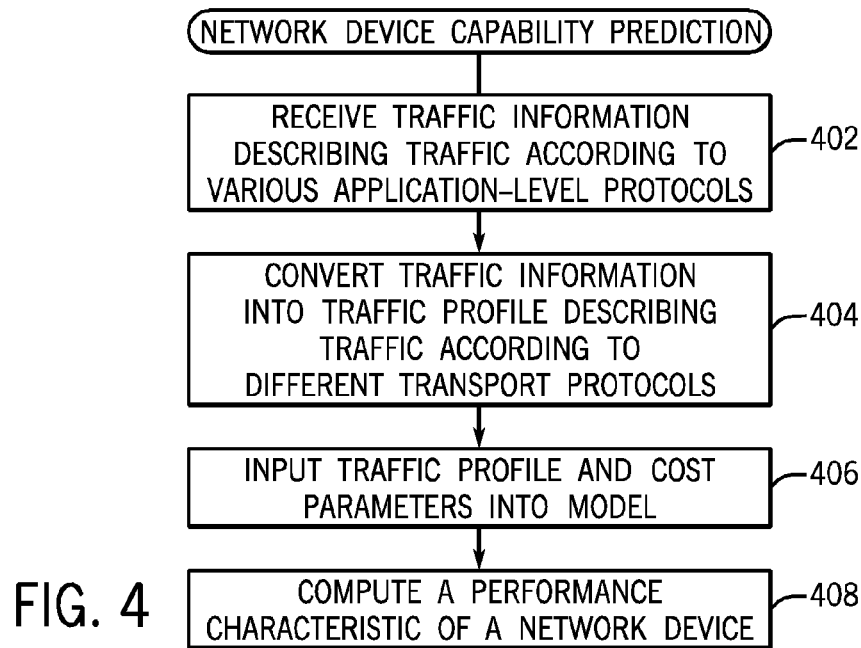 NETWORK DEVICE CAPABILITY PREDICTION
RECEIVE TRAFFIC INFORMATION
DESCRIBING TRAFFIC ACCORDING TO
VARIOUS APPLICATION–LEVEL PROTOCOLS
402
CONVERT TRAFFIC INFORMATION
INTO TRAFFIC PROFILE DESCRIBING
TRAFFIC ACCORDING TO
DIFFERENT TRANSPORT PROTOCOLS
404
INPUT TRAFFIC PROFILE AND COST
PARAMETERS INTO MODEL
406
COMPUTE A PERFORMANCE
CHARACTERISTIC OF A NETWORK DEVICE
408
FIG. 4